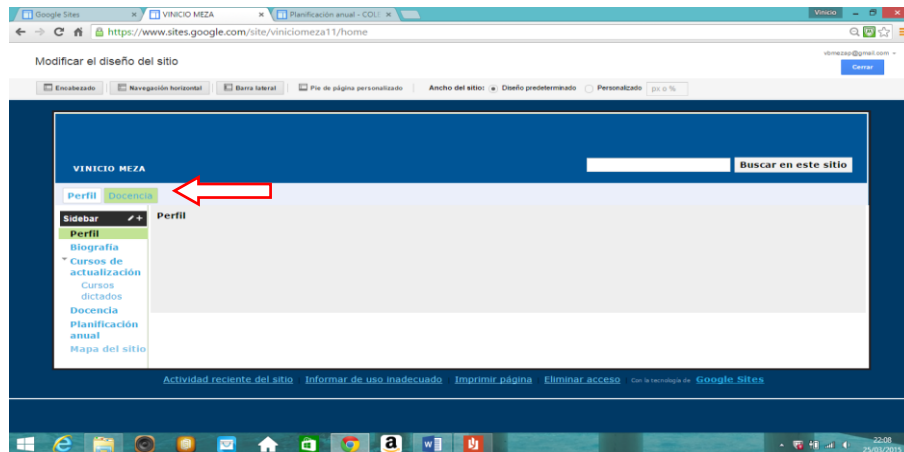 Google Sites
VINICIO MEZA
Planificación anual - COLE
Vinicio
https://www.sites.google.com/site/viniciomeza11/home
Modificar el diseño del sitio
Cerrar
Encabezado
Navegación horizontal
Barra lateral
Pie de página personalizado
Ancho del sitio:
Diseño predeterminado
Personalizado
px o %
VINICIO MEZA
Buscar en este sitio
Perfil
Docencia
Sidebar
Perfil
Perfil
Biografía
Cursos de
actualización
Cursos
dictados
Docencia
Planificación
anual
Mapa del sitio
Actividad reciente del sitio
Informar de uso inadecuado
Imprimir página
Eliminar acceso
Con la tecnología de Google Sites
22:08
25/03/2015